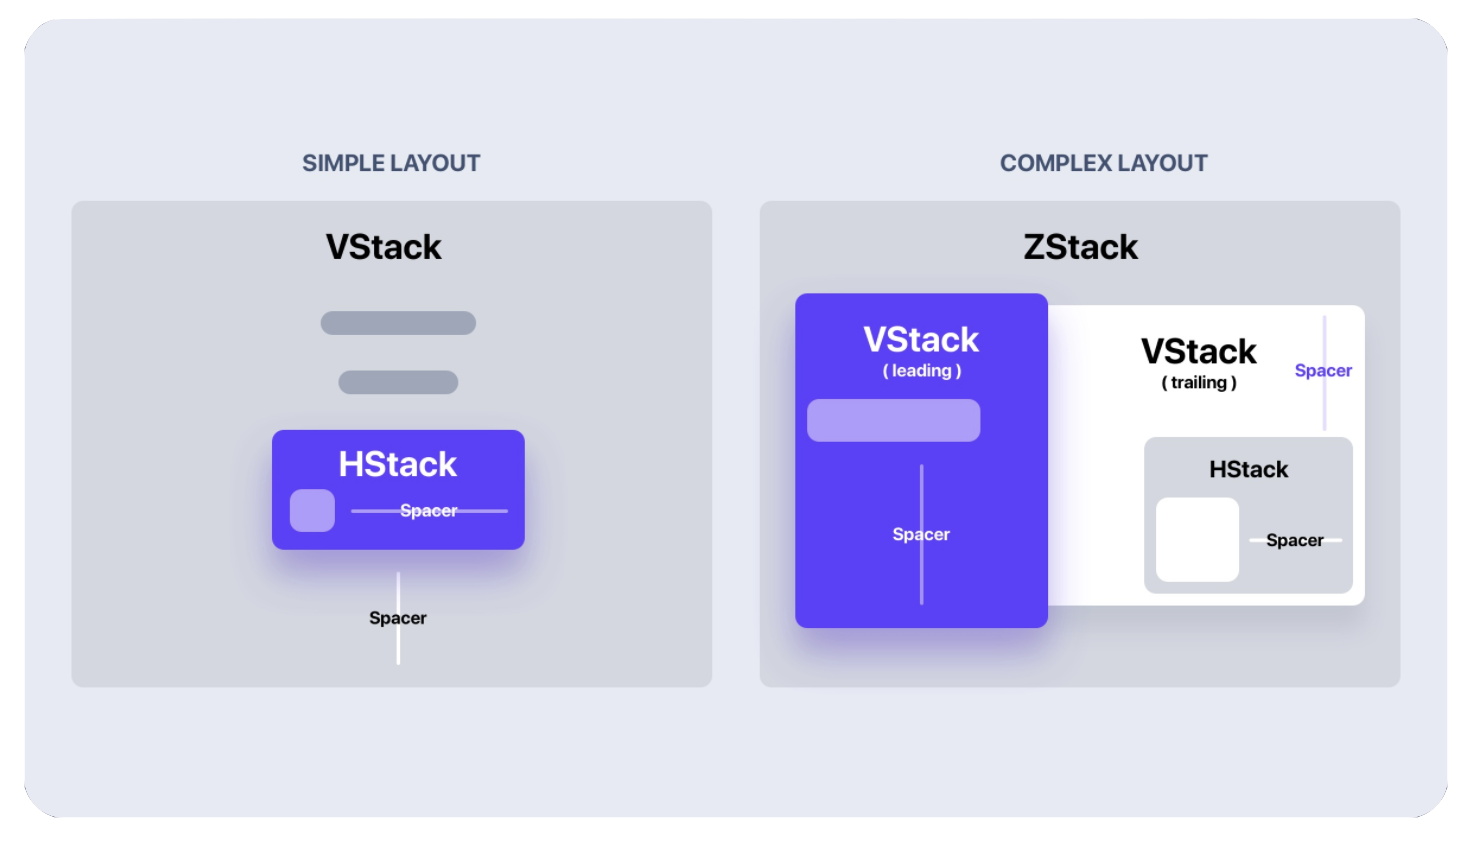 SIMPLE LAYOUT
VStack
HStack
Spacer
Spacer
COMPLEX LAYOUT
ZStack
VStack
( leading )
Spacer
VStack
( trailing )
Spacer
HStack
Spacer